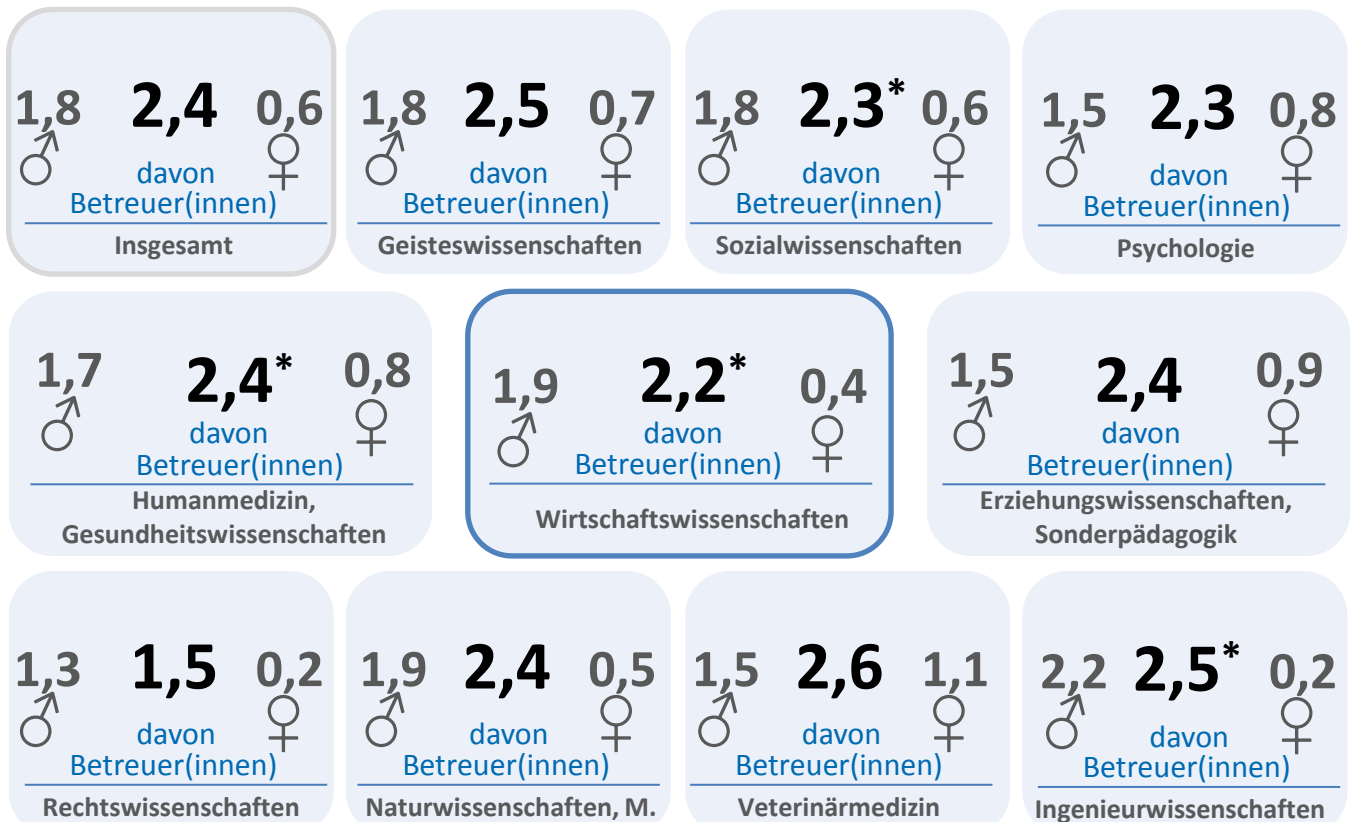 1,8 2,4 0,6
davon
Betreuer(innen)
Insgesamt
1,8 2,5 0,7
davon
Betreuer(innen)
Geisteswissenschaften
1,8 2,3* 0,6
davon
Betreuer(innen)
Sozialwissenschaften
1,5 2,3 0,8
davon
Betreuer(innen)
Psychologie
1,7 2,4* 0,8
davon
Betreuer(innen)
Humanmedizin,
Gesundheitswissenschaften
1,9 2,2* 0,4
davon
Betreuer(innen)
Wirtschaftswissenschaften
1,5 2,4 0,9
davon
Betreuer(innen)
Erziehungswissenschaften,
Sonderpädagogik
1,3 1,5 0,2
davon
Betreuer(innen)
Rechtswissenschaften
1,9 2,4 0,5
davon
Betreuer(innen)
Naturwissenschaften, M.
1,5 2,6 1,1
davon
Betreuer(innen)
Veterinärmedizin
2,2 2,5* 0,2
davon
Betreuer(innen)
Ingenieurwissenschaften